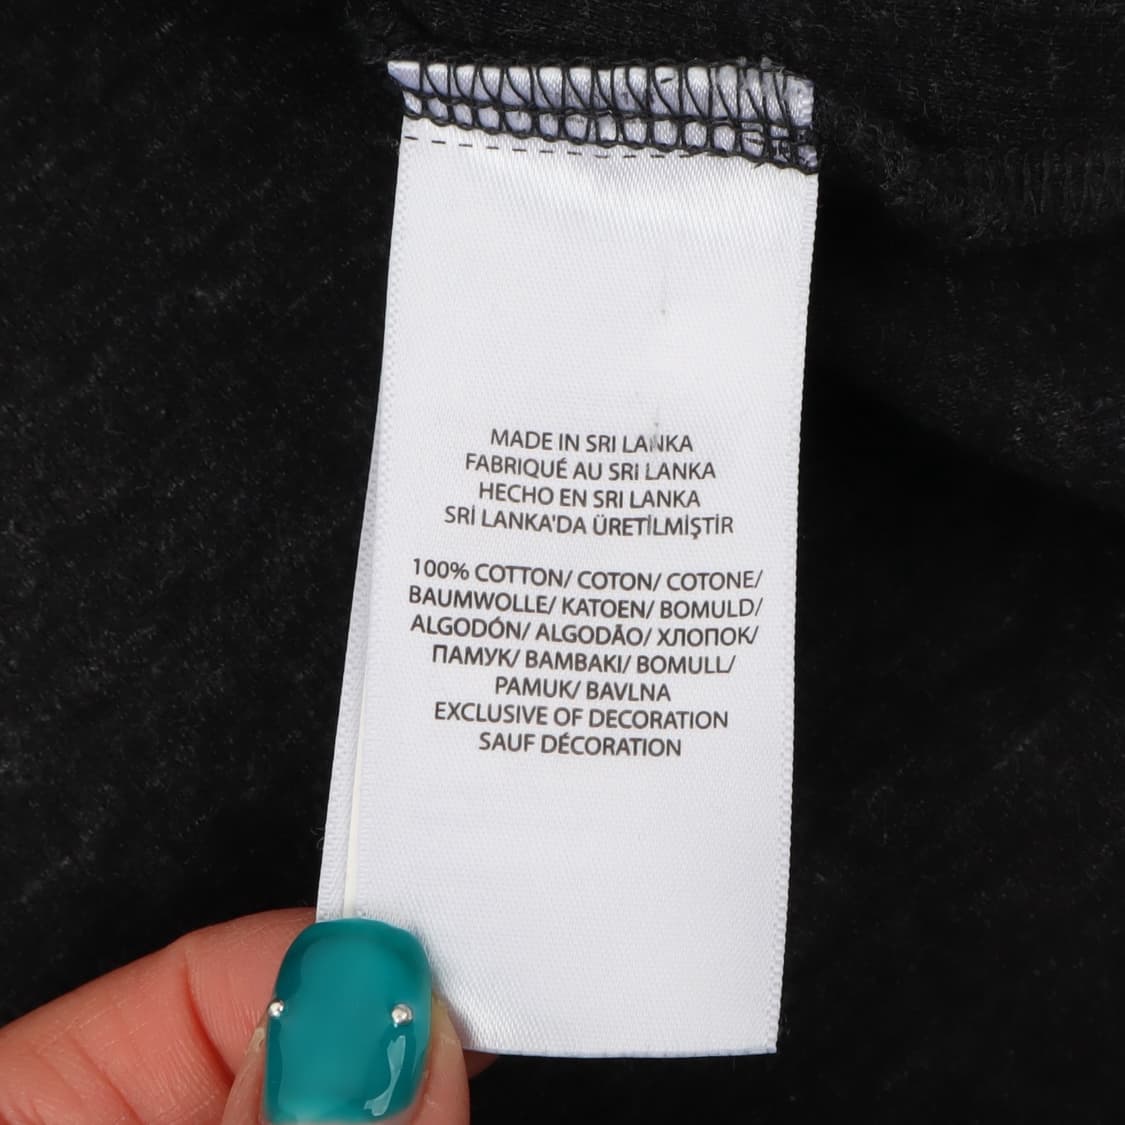 MADE IN SRI LANKA
FABRIQUÉ AU SRI LANKA
HECHO EN SRI LANKA
SRİ LANKA'DA ÜRETİLMİŞTİR
100% COTTON/ COTON/ COTONE/
BAUMWOLLE/ KATOEN/ BOMULD/
ALGODÓN/ ALGODÃO/ ХЛОПОК/
ПАМУК/ BAMBAKI/ BOMULL/
PAMUK/ BAVLNA
EXCLUSIVE OF DECORATION
SAUF DÉCORATION